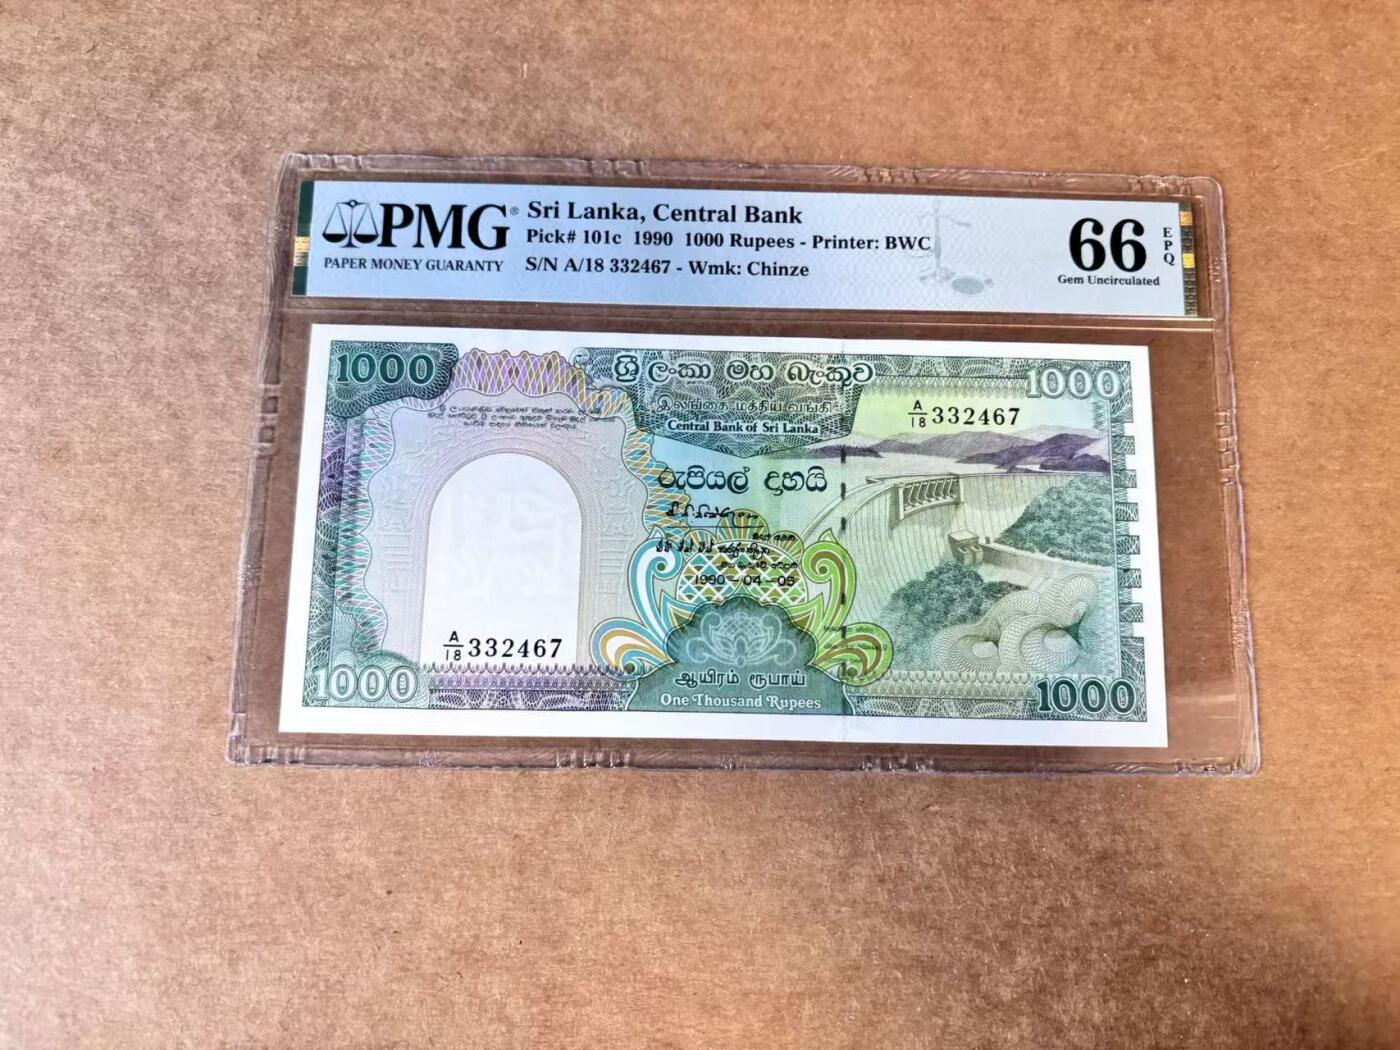 PMG®
PAPER MONEY GUARANTY
Sri Lanka, Central Bank
Pick# 101c 1990 1000 Rupees - Printer: BWC
S/N A/18 332467 - Wmk: Chinze
66
EPQ
Gem Uncirculated
1000
ශ්‍රී ලංකා මහ බැංකුව
1000
இலங்கை மத்திய வங்கி
Central Bank of Sri Lanka
A/18 332467
රුපියල් දාහයි
1990-04-05
A/18 332467
1000
ஆயிரம் ரூபாய்
One Thousand Rupees
1000